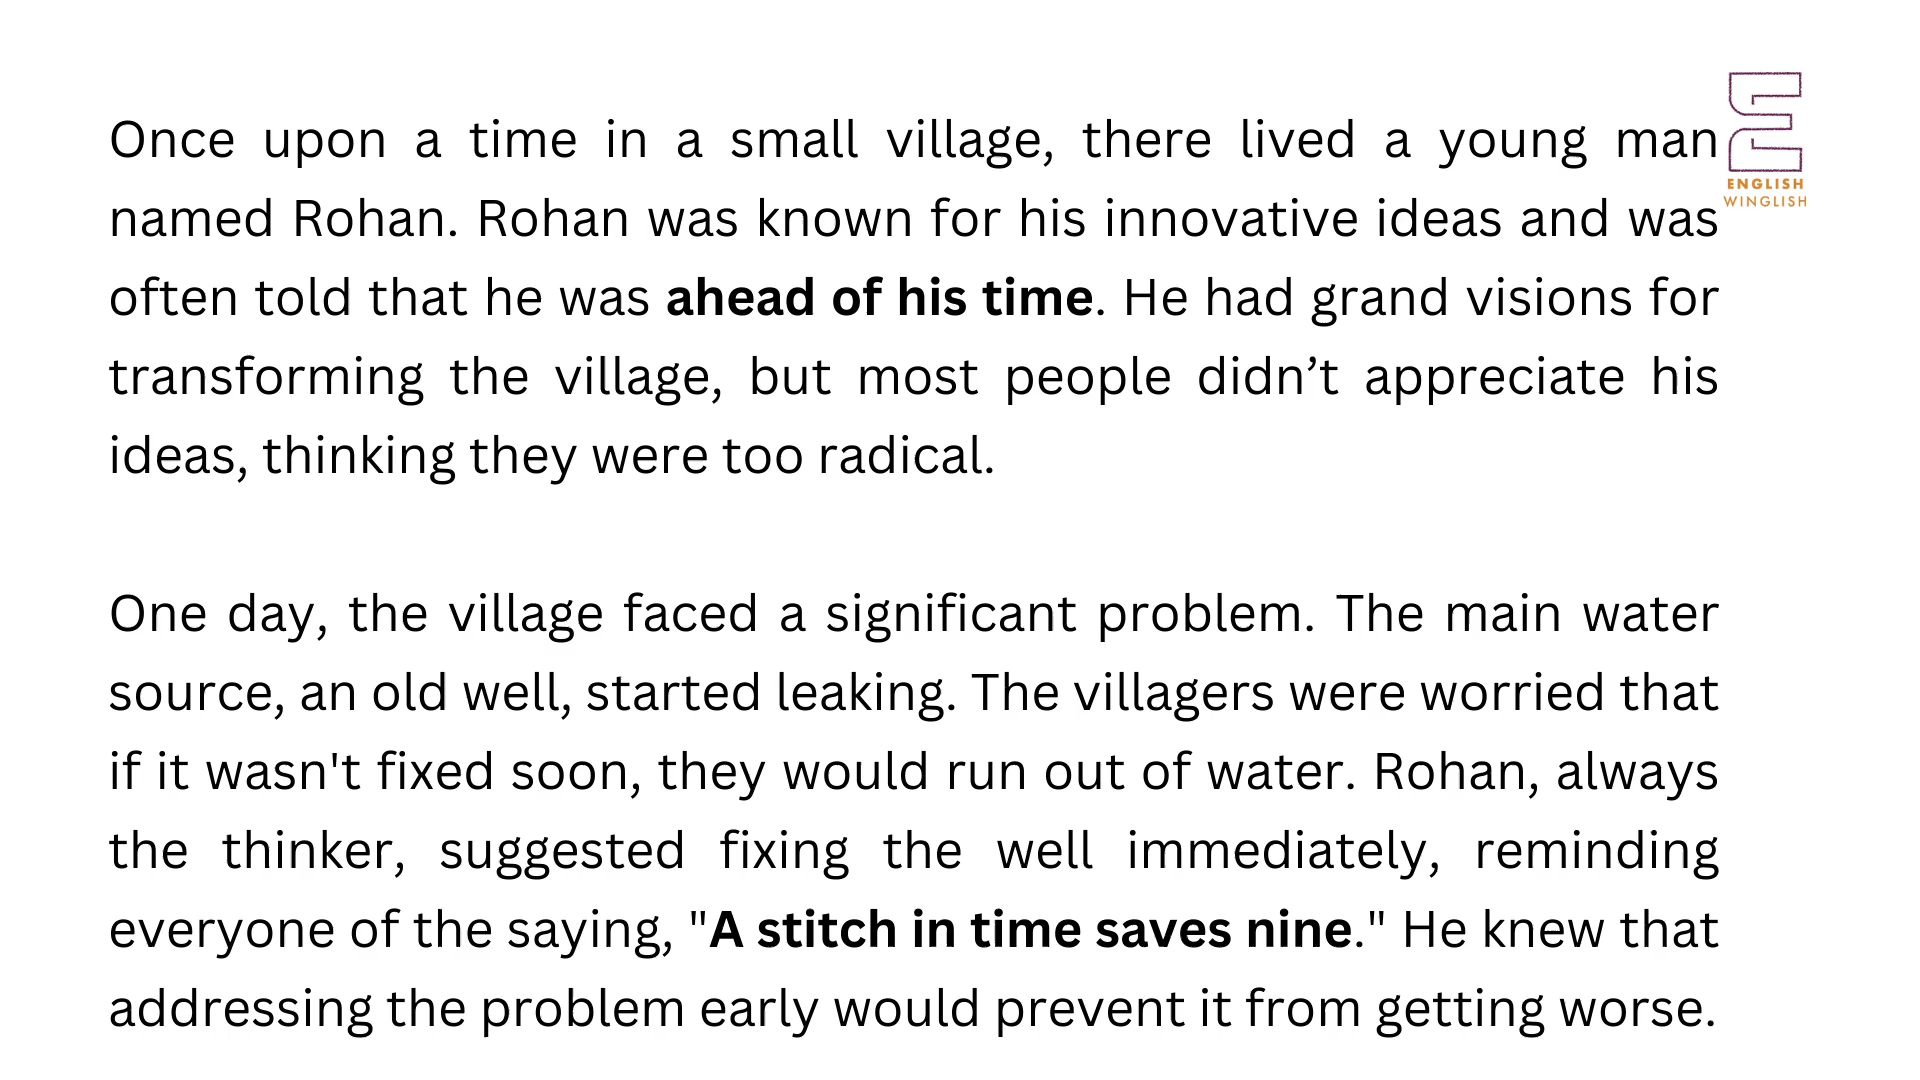 Once upon a time in a small village, there lived a young man
named Rohan. Rohan was known for his innovative ideas and was
often told that he was ahead of his time. He had grand visions for
transforming the village, but most people didn’t appreciate his
ideas, thinking they were too radical.
One day, the village faced a significant problem. The main water
source, an old well, started leaking. The villagers were worried that
if it wasn't fixed soon, they would run out of water. Rohan, always
the thinker, suggested fixing the well immediately, reminding
everyone of the saying, "A stitch in time saves nine." He knew that
addressing the problem early would prevent it from getting worse.
ENGLISH
WINGLISH